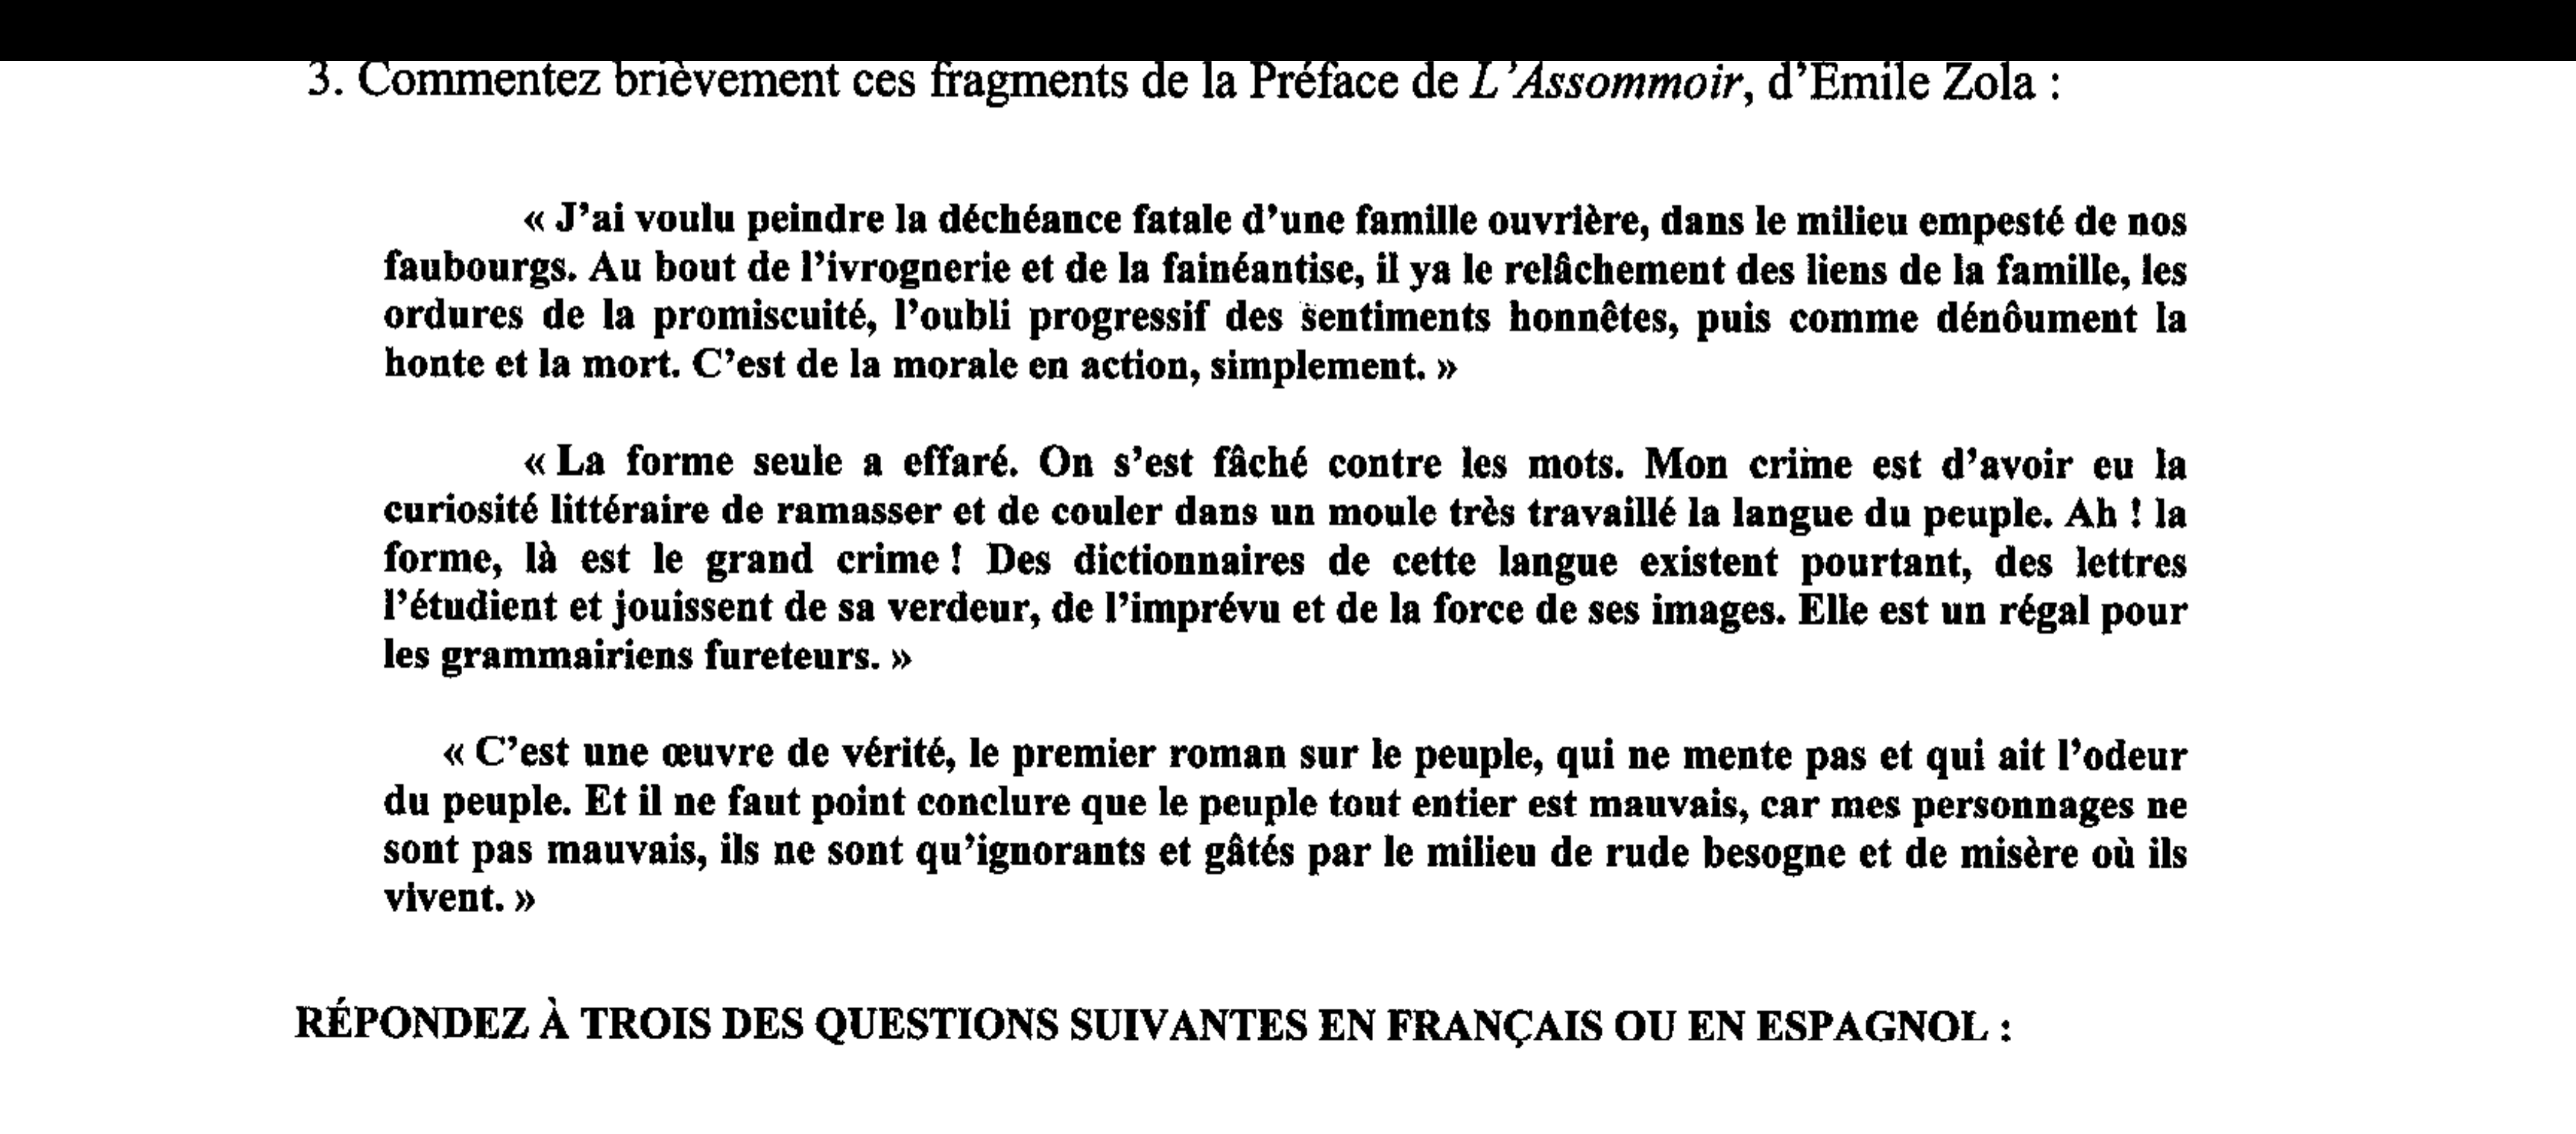 3. Commentez brièvement ces fragments de la Préface de L'Assommoir, d'Emile Zola :
« J'ai voulu peindre la déchéance fatale d'une famille ouvrière, dans le milieu empesté de nos
faubourgs. Au bout de l'ivrognerie et de la fainéantise, il ya le relâchement des liens de la famille, les
ordures de la promiscuité, l'oubli progressif des sentiments honnêtes, puis comme dénôument la
honte et la mort. C'est de la morale en action, simplement. »
« La forme seule a effaré. On s'est fâché contre les mots. Mon crime est d'avoir eu la
curiosité littéraire de ramasser et de couler dans un moule très travaillé la langue du peuple. Ah ! la
forme, là est le grand crime ! Des dictionnaires de cette langue existent pourtant, des lettres
l'étudient et jouissent de sa verdeur, de l'imprévu et de la force de ses images. Elle est un régal pour
les grammairiens fureteurs. »
« C'est une œuvre de vérité, le premier roman sur le peuple, qui ne mente pas et qui ait l'odeur
du peuple. Et il ne faut point conclure que le peuple tout entier est mauvais, car mes personnages ne
sont pas mauvais, ils ne sont qu'ignorants et gâtés par le milieu de rude besogne et de misère où ils
vivent. »
RÉPONDEZ À TROIS DES QUESTIONS SUIVANTES EN FRANÇAIS OU EN ESPAGNOL :